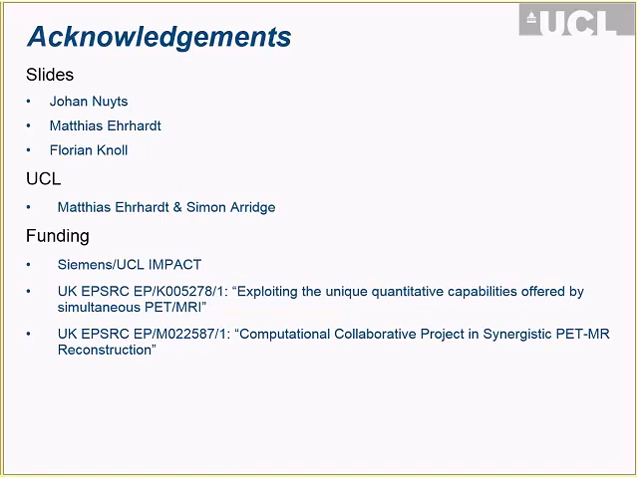 UCL
Acknowledgements
Slides
• Johan Nuyts
• Matthias Ehrhardt
• Florian Knoll
UCL
• Matthias Ehrhardt & Simon Arridge
Funding
• Siemens/UCL IMPACT
• UK EPSRC EP/K005278/1: “Exploiting the unique quantitative capabilities offered by
simultaneous PET/MRI”
• UK EPSRC EP/M022587/1: “Computational Collaborative Project in Synergistic PET-MR
Reconstruction”